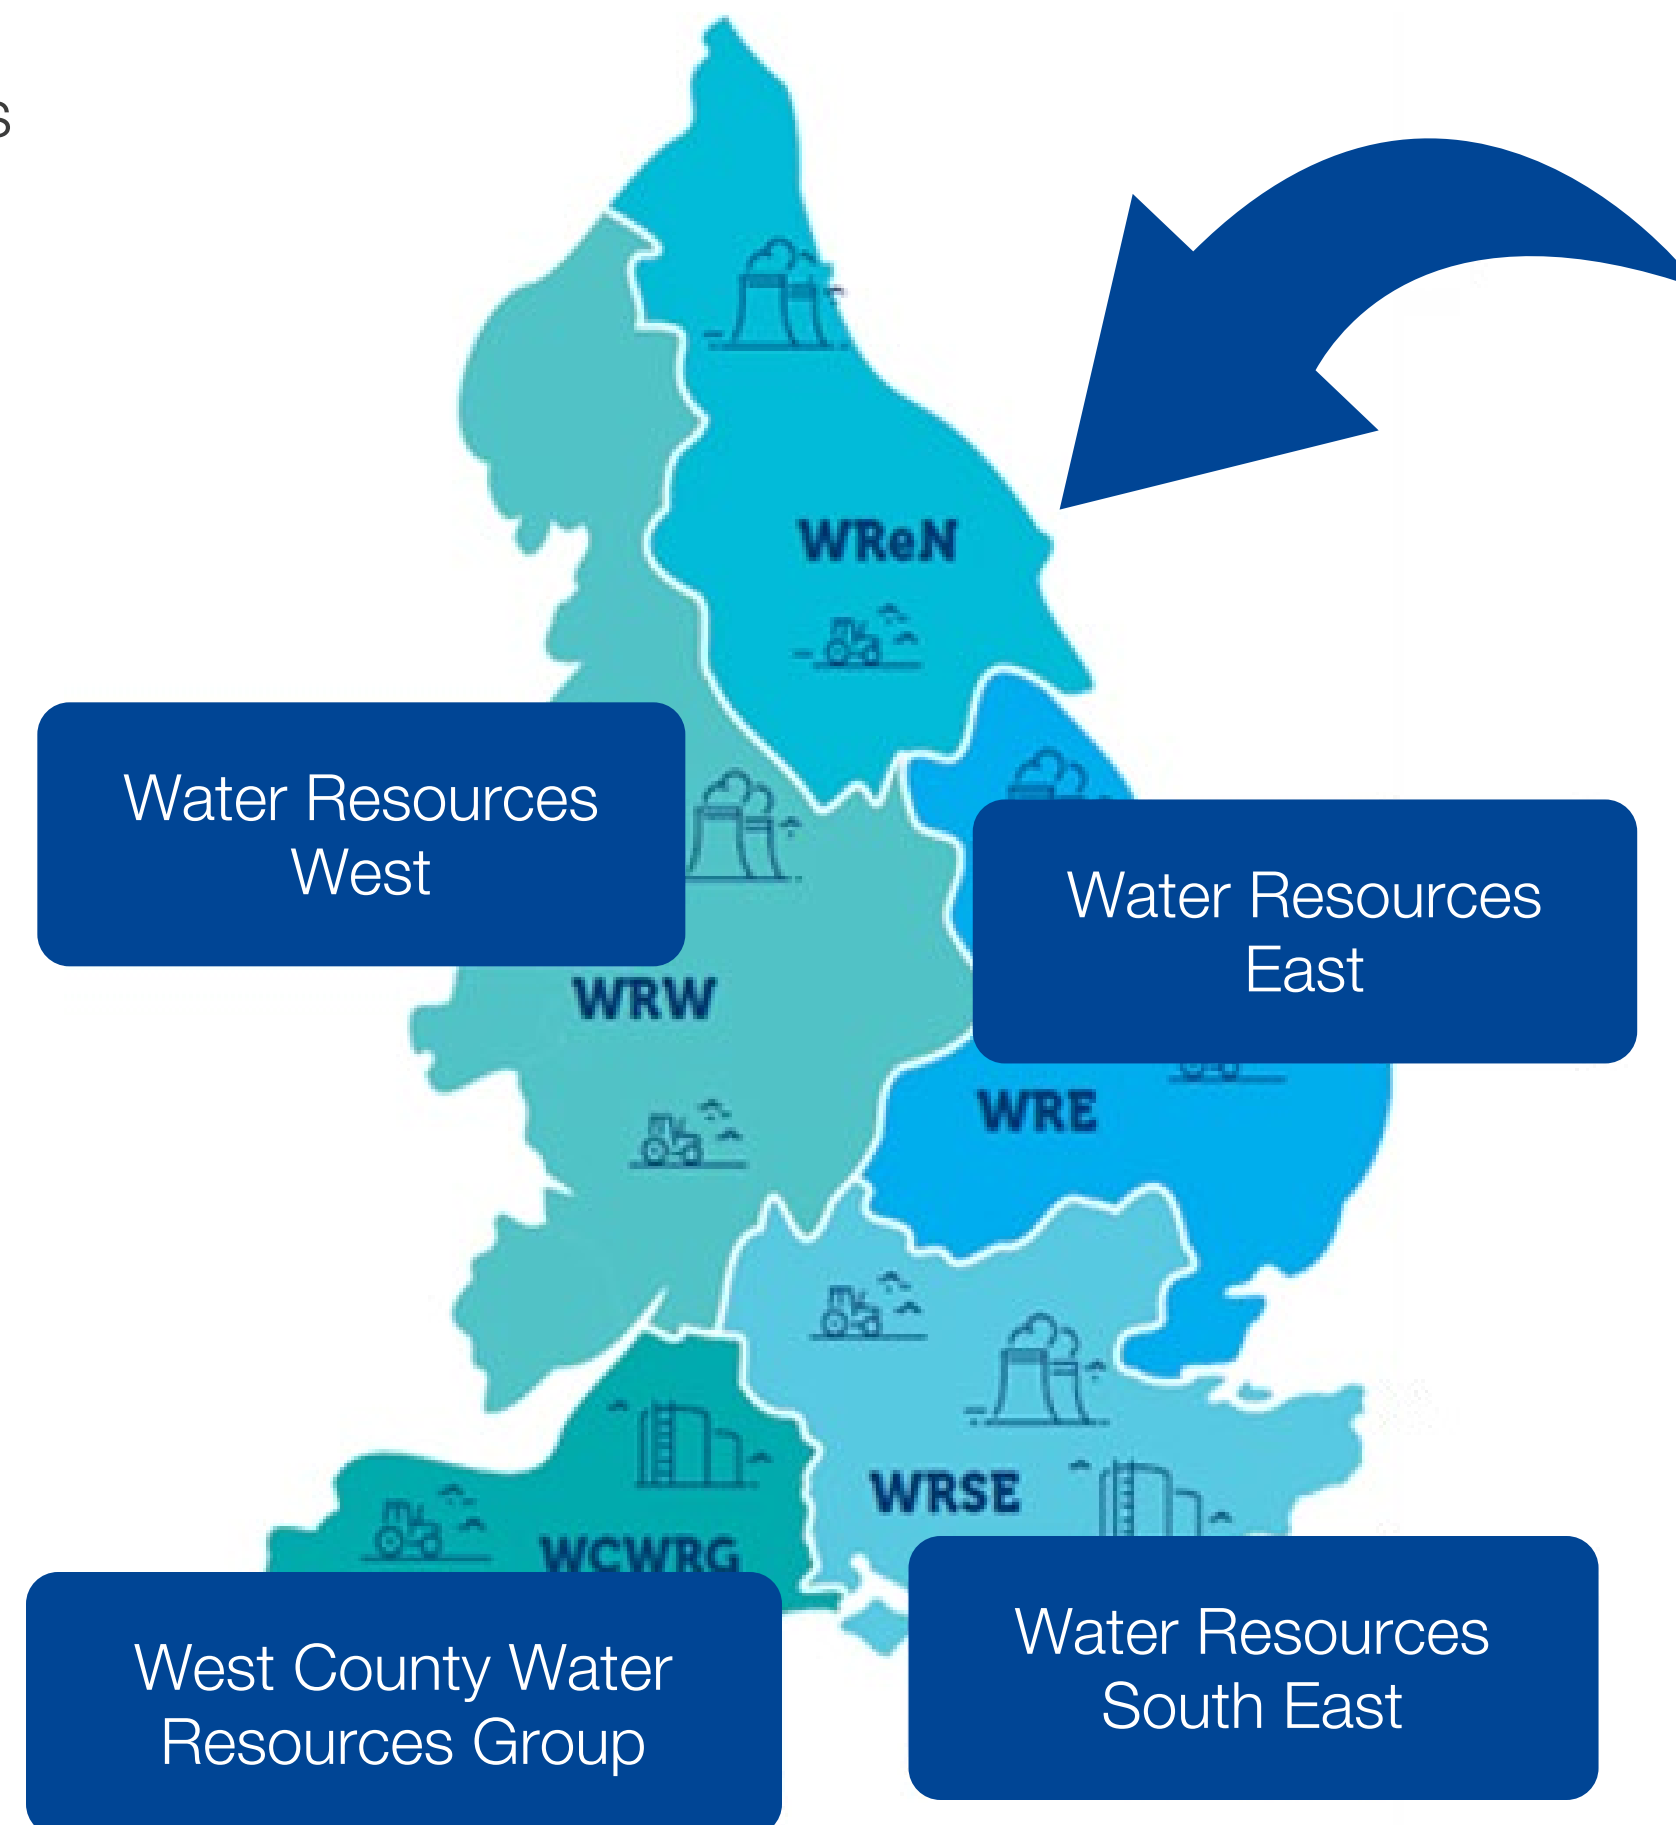 s
WReN
Water Resources
West
Water Resources
East
WRW
WRE
WRSE
WCWRG
West County Water
Resources Group
Water Resources
South East